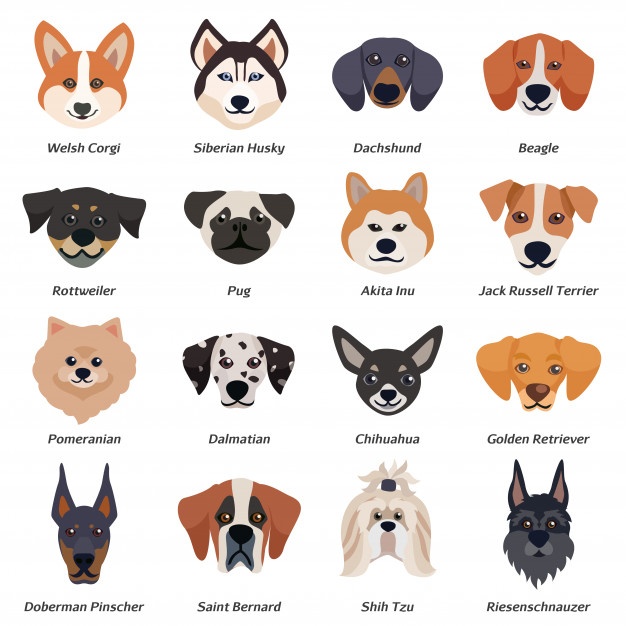 Welsh Corgi
Siberian Husky
Dachshund
Beagle
Rottweiler
Pug
Akita Inu
Jack Russell Terrier
Pomeranian
Dalmatian
Chihuahua
Golden Retriever
Doberman Pinscher
Saint Bernard
Shih Tzu
Riesenschnauzer